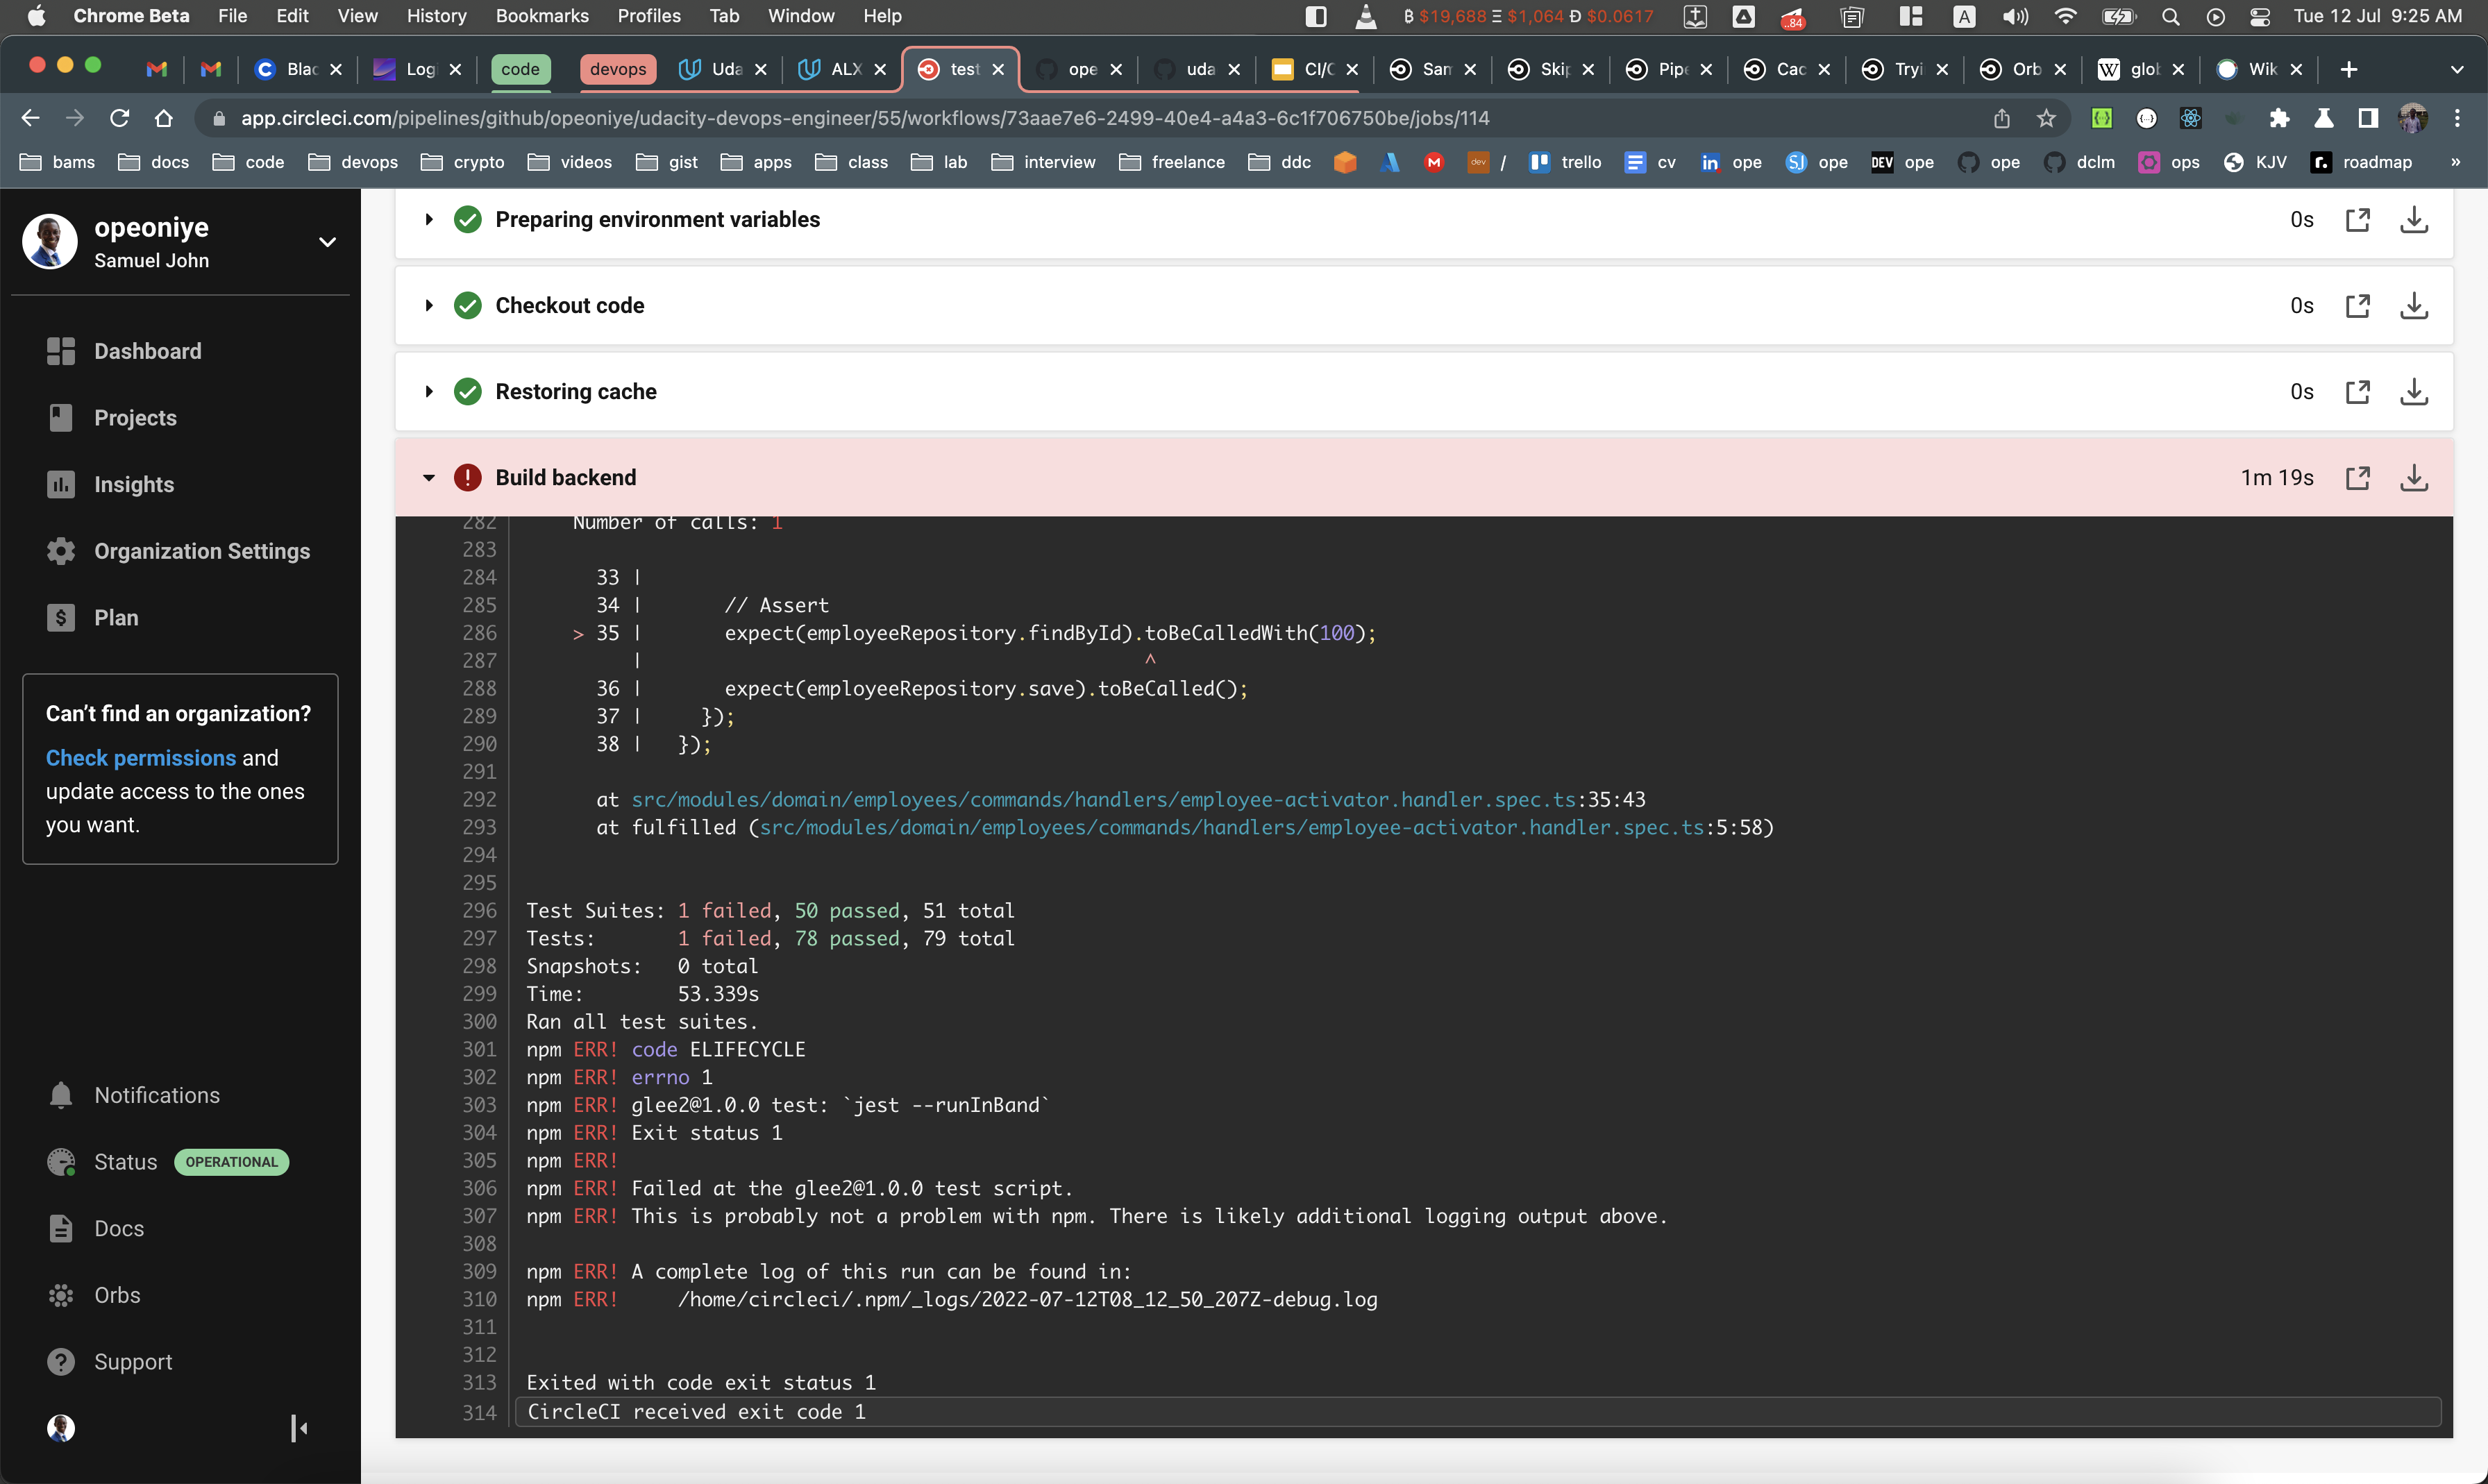 Chrome Beta File Edit View History Bookmarks Profiles Tab Window Help
฿ $19,688 Ξ $1,064 Ð $0.0617 ..84 A Tue 12 Jul 9:25 AM
Blac Logi code devops Uda ALX test ope uda CI/C Sam Skip Pipe Cac Tryi Orb glob Wik
app.circleci.com/pipelines/github/opeoniye/udacity-devops-engineer/55/workflows/73aae7e6-2499-40e4-a4a3-6c1f706750be/jobs/114
bams docs code devops crypto videos gist apps class lab interview freelance ddc dev / trello cv in ope SJ ope DEV ope ope dclm ops KJV r. roadmap »
opeoniye
Samuel John
Dashboard
Projects
Insights
Organization Settings
Plan
Can't find an organization?
Check permissions and
update access to the ones
you want.
Notifications
Status OPERATIONAL
Docs
Orbs
Support
Preparing environment variables 0s
Checkout code 0s
Restoring cache 0s
Build backend 1m 19s
282 Number of calls: 1
283
284 33 |
285 34 | // Assert
286 > 35 | expect(employeeRepository.findById).toBeCalledWith(100);
287 | ^
288 36 | expect(employeeRepository.save).toBeCalled();
289 37 | });
290 38 | });
291
292 at src/modules/domain/employees/commands/handlers/employee-activator.handler.spec.ts:35:43
293 at fulfilled (src/modules/domain/employees/commands/handlers/employee-activator.handler.spec.ts:5:58)
294
295
296 Test Suites: 1 failed, 50 passed, 51 total
297 Tests: 1 failed, 78 passed, 79 total
298 Snapshots: 0 total
299 Time: 53.339s
300 Ran all test suites.
301 npm ERR! code ELIFECYCLE
302 npm ERR! errno 1
303 npm ERR! glee2@1.0.0 test: `jest --runInBand`
304 npm ERR! Exit status 1
305 npm ERR!
306 npm ERR! Failed at the glee2@1.0.0 test script.
307 npm ERR! This is probably not a problem with npm. There is likely additional logging output above.
308
309 npm ERR! A complete log of this run can be found in:
310 npm ERR! /home/circleci/.npm/_logs/2022-07-12T08_12_50_207Z-debug.log
311
312
313 Exited with code exit status 1
314 CircleCI received exit code 1